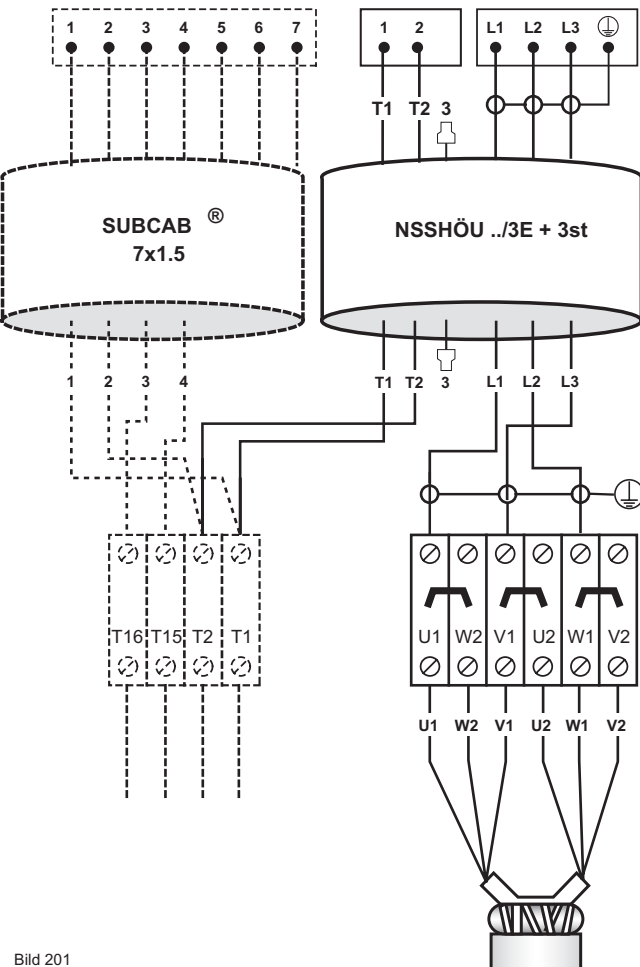 1 2 3 4 5 6 7
1 2
L1 L2 L3
T1 T2 3
SUBCAB ®
7x1.5
NSSHÖU ../3E + 3st
1 2 3 4
T1 T2 3 L1 L2 L3
T16 T15 T2 T1
U1 W2 V1 U2 W1 V2
U1 W2 V1 U2 W1 V2
Bild 201